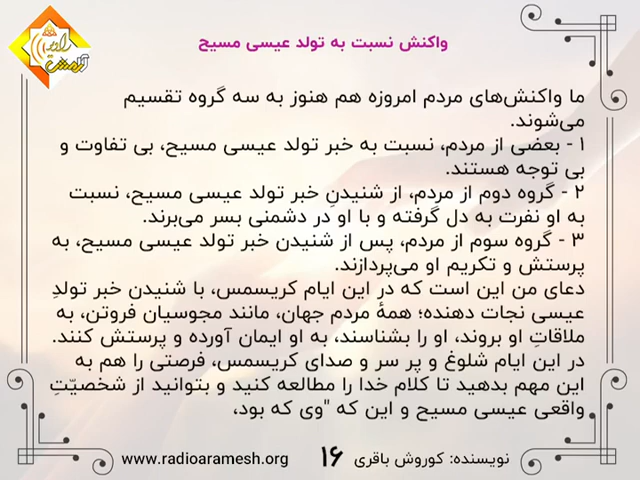 رادیو
آرامش
واکنش نسبت به تولد عیسی مسیح
ما واکنش‌های مردم امروزه هم هنوز به سه گروه تقسیم
می‌شوند.
۱ - بعضی از مردم، نسبت به خبر تولد عیسی مسیح، بی تفاوت و
بی توجه هستند.
۲ - گروه دوم از مردم، از شنیدنِ خبر تولد عیسی مسیح، نسبت
به او نفرت به دل گرفته و با او در دشمنی بسر می‌برند.
۳ - گروه سوم از مردم، پس از شنیدن خبر تولد عیسی مسیح، به
پرستش و تکریم او می‌پردازند.
دعای من این است که در این ایام کریسمس، با شنیدن خبر تولدِ
عیسی نجات دهنده؛ همهٔ مردم جهان، مانند مجوسیان فروتن، به
ملاقاتِ او بروند، او را بشناسند، به او ایمان آورده و پرستش کنند.
در این ایام شلوغ و پر سر و صدای کریسمس، فرصتی را هم به
این مهم بدهید تا کلام خدا را مطالعه کنید و بتوانید از شخصیّتِ
واقعی عیسی مسیح و این که "وی که بود،
نویسنده: کوروش باقری ۱۶ www.radioaramesh.org